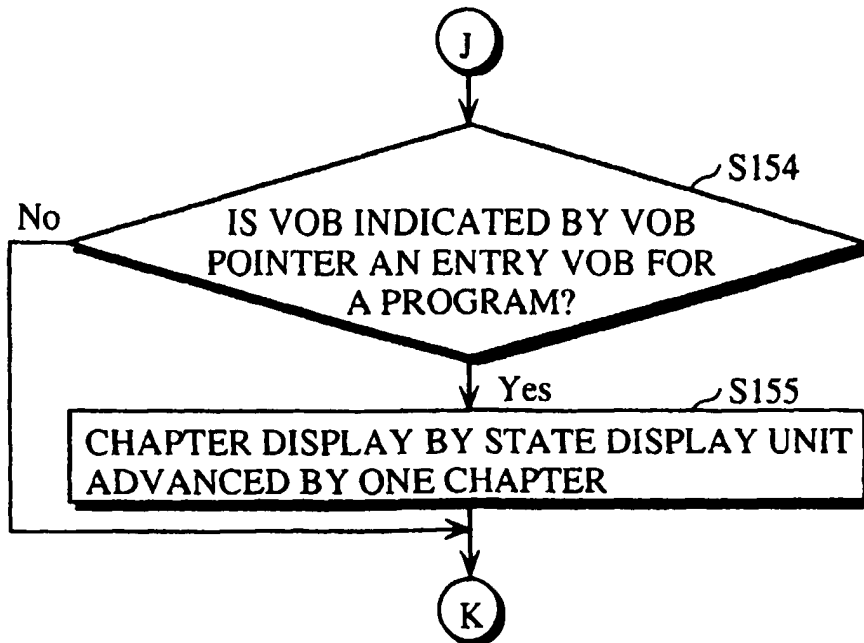 J
S154
No
IS VOB INDICATED BY VOB
POINTER AN ENTRY VOB FOR
A PROGRAM?
Yes
S155
CHAPTER DISPLAY BY STATE DISPLAY UNIT
ADVANCED BY ONE CHAPTER
K